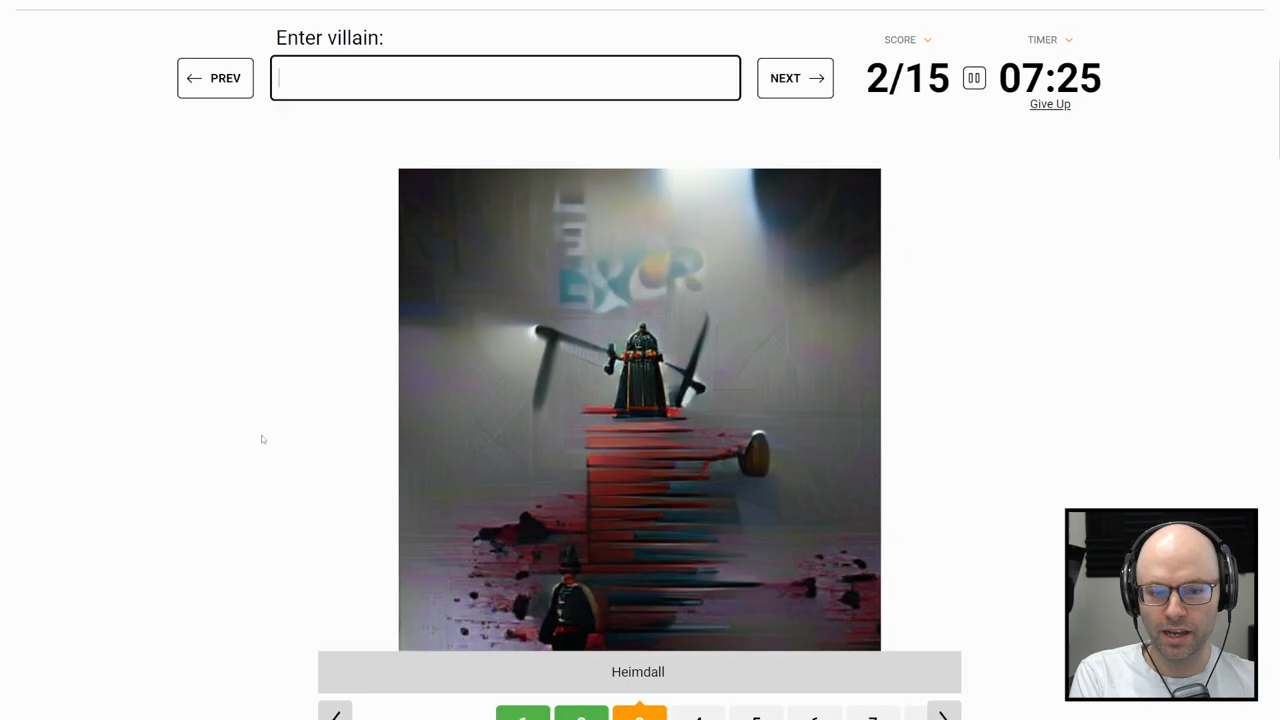 Enter villain:
← PREV
NEXT →
SCORE
2/15
TIMER
07:25
Give Up
Heimdall